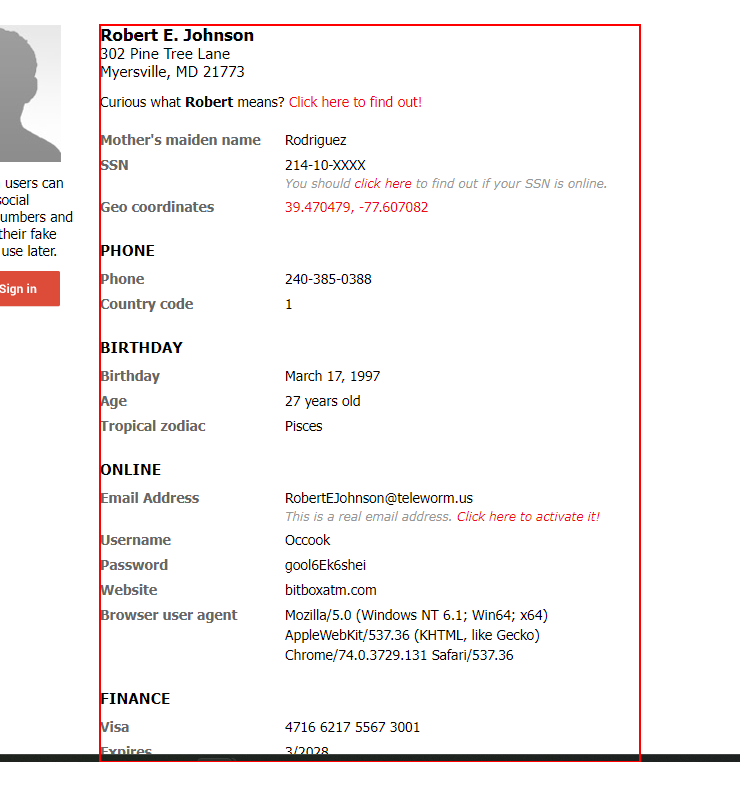 Robert E. Johnson
302 Pine Tree Lane
Myersville, MD 21773
Curious what Robert means? Click here to find out!
Mother's maiden name Rodriguez
SSN 214-10-XXXX
You should click here to find out if your SSN is online.
Geo coordinates 39.470479, -77.607082
users can
social
umbers and
their fake
use later.
Sign in
PHONE
Phone 240-385-0388
Country code 1
BIRTHDAY
Birthday March 17, 1997
Age 27 years old
Tropical zodiac Pisces
ONLINE
Email Address RobertEJohnson@teleworm.us
This is a real email address. Click here to activate it!
Username Occook
Password gool6Ek6shei
Website bitboxatm.com
Browser user agent Mozilla/5.0 (Windows NT 6.1; Win64; x64)
AppleWebKit/537.36 (KHTML, like Gecko)
Chrome/74.0.3729.131 Safari/537.36
FINANCE
Visa 4716 6217 5567 3001
Expires 3/2028